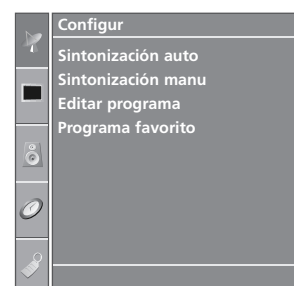 Configur
Sintonización auto
Sintonización manu
Editar programa
Programa favorito